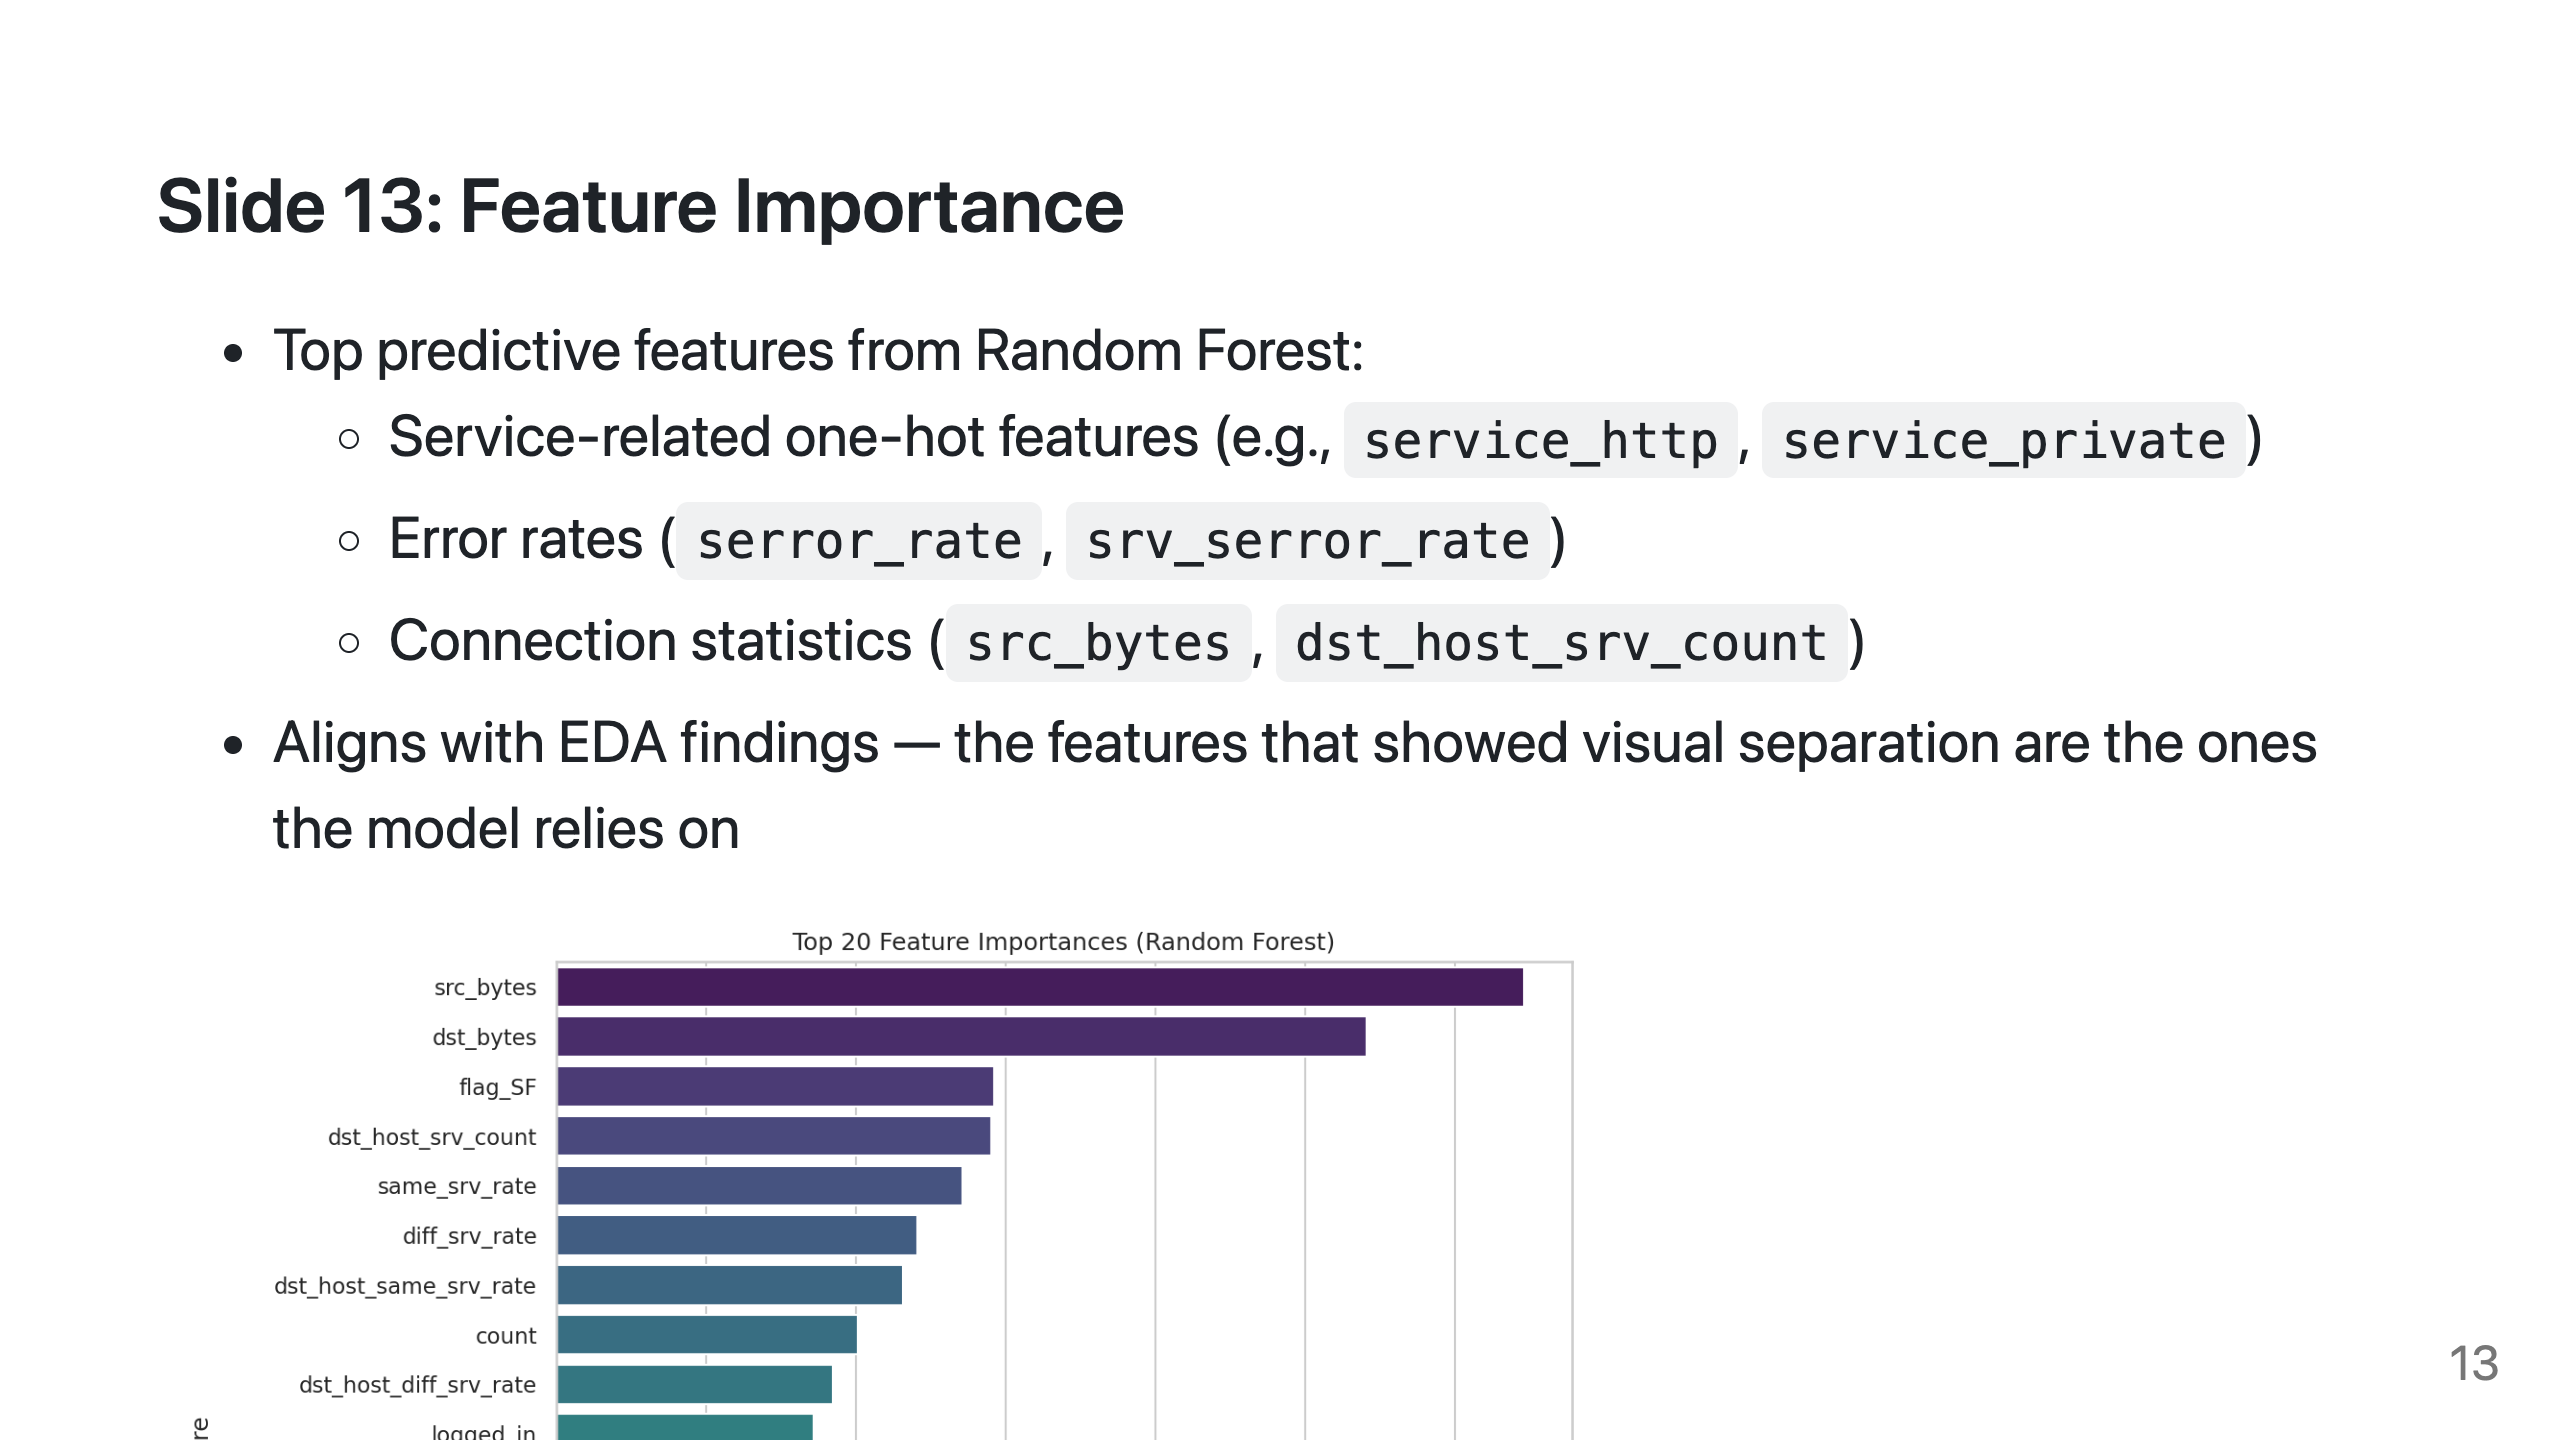 Slide 13: Feature Importance
• Top predictive features from Random Forest:
○ Service-related one-hot features (e.g., service_http, service_private)
○ Error rates (serror_rate, srv_serror_rate)
○ Connection statistics (src_bytes, dst_host_srv_count)
• Aligns with EDA findings — the features that showed visual separation are the ones
the model relies on
Top 20 Feature Importances (Random Forest)
src_bytes
dst_bytes
flag_SF
dst_host_srv_count
same_srv_rate
diff_srv_rate
dst_host_same_srv_rate
count
dst_host_diff_srv_rate
logged_in
re
13